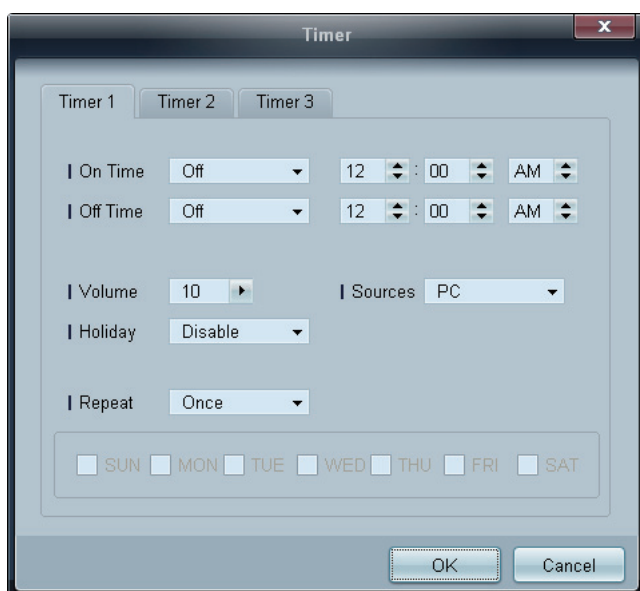 Timer
x
Timer 1 Timer 2 Timer 3
On Time Off 12 : 00 AM
Off Time Off 12 : 00 AM
Volume 10 Sources PC
Holiday Disable
Repeat Once
SUN MON TUE WED THU FRI SAT
OK Cancel